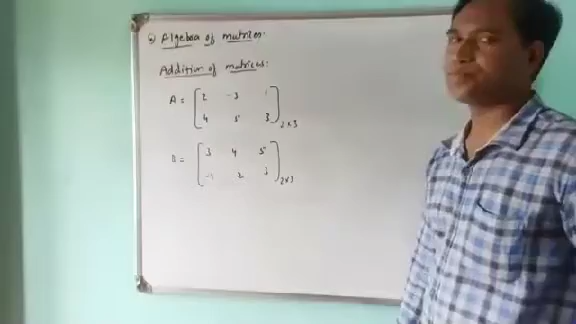 Algebra of matrices:
Addition of matrices:
A = [ 2 -3 1
4 5 3 ] 2×3
B = [ 3 4 5
-1 2 3 ] 2×3